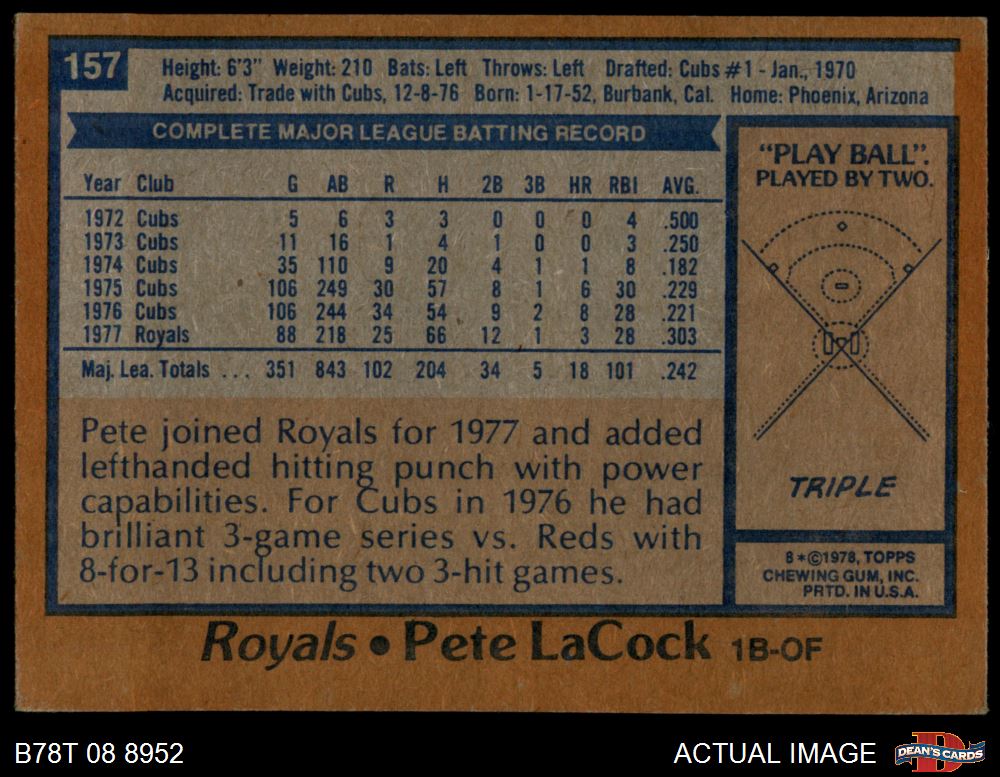 157
Height: 6'3" Weight: 210 Bats: Left Throws: Left Drafted: Cubs #1 - Jan., 1970
Acquired: Trade with Cubs, 12-8-76 Born: 1-17-52, Burbank, Cal. Home: Phoenix, Arizona
COMPLETE MAJOR LEAGUE BATTING RECORD
Year Club G AB R H 2B 3B HR RBI AVG.
1972 Cubs 5 6 3 3 0 0 0 4 .500
1973 Cubs 11 16 1 4 1 0 0 3 .250
1974 Cubs 35 110 9 20 4 1 1 8 .182
1975 Cubs 106 249 30 57 8 1 6 30 .229
1976 Cubs 106 244 34 54 9 2 8 28 .221
1977 Royals 88 218 25 66 12 1 3 28 .303
Maj. Lea. Totals ... 351 843 102 204 34 5 18 101 .242
Pete joined Royals for 1977 and added
lefthanded hitting punch with power
capabilities. For Cubs in 1976 he had
brilliant 3-game series vs. Reds with
8-for-13 including two 3-hit games.
"PLAY BALL".
PLAYED BY TWO.
TRIPLE
8*©1978, TOPPS
CHEWING GUM, INC.
PRTD. IN U.S.A.
Royals • Pete LaCock 1B-OF
B78T 08 8952
ACTUAL IMAGE
DEAN'S CARDS